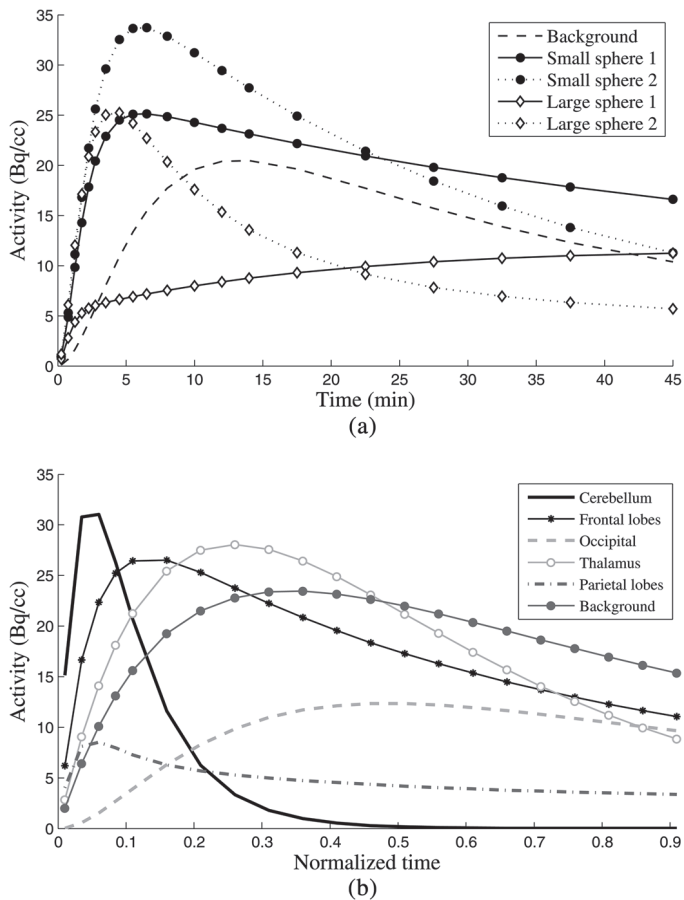 35
30
25
20
15
10
5
0
Activity (Bq/cc)
Background
Small sphere 1
Small sphere 2
Large sphere 1
Large sphere 2
0 5 10 15 20 25 30 35 40 45
Time (min)
(a)
35
30
25
20
15
10
5
0
Activity (Bq/cc)
Cerebellum
Frontal lobes
Occipital
Thalamus
Parietal lobes
Background
0 0.1 0.2 0.3 0.4 0.5 0.6 0.7 0.8 0.9
Normalized time
(b)